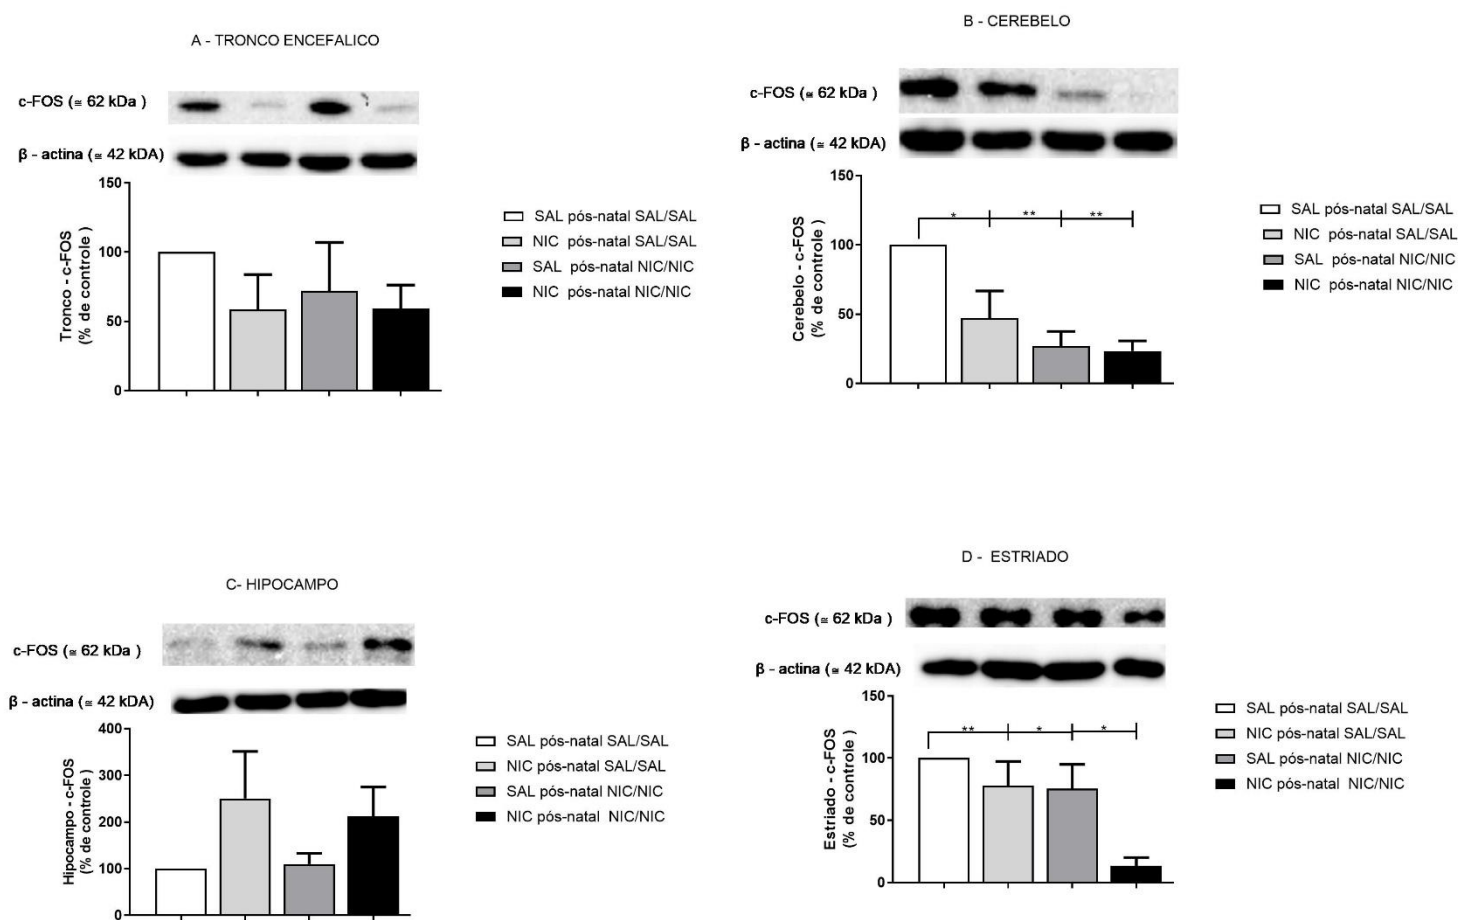 A - TRONCO ENCEFALICO
c-FOS (≅ 62 kDa )
β - actina (≅ 42 kDA)
150
100
50
0
Tronco - c-FOS
(% de controle )
SAL pós-natal SAL/SAL
NIC pós-natal SAL/SAL
SAL pós-natal NIC/NIC
NIC pós-natal NIC/NIC
B - CEREBELO
c-FOS (≅ 62 kDa )
β - actina (≅ 42 kDA)
150
100
50
0
Cerebelo - c-FOS
(% de controle )
* ** **
SAL pós-natal SAL/SAL
NIC pós-natal SAL/SAL
SAL pós-natal NIC/NIC
NIC pós-natal NIC/NIC
C- HIPOCAMPO
c-FOS (≅ 62 kDa )
β - actina (≅ 42 kDA)
400
300
200
100
0
Hipocampo - c-FOS
(% de controle )
SAL pós-natal SAL/SAL
NIC pós-natal SAL/SAL
SAL pós-natal NIC/NIC
NIC pós-natal NIC/NIC
D - ESTRIADO
c-FOS (≅ 62 kDa )
β - actina (≅ 42 kDA)
150
100
50
0
Estriado - c-FOS
(% de controle )
** * *
SAL pós-natal SAL/SAL
NIC pós-natal SAL/SAL
SAL pós-natal NIC/NIC
NIC pós-natal NIC/NIC